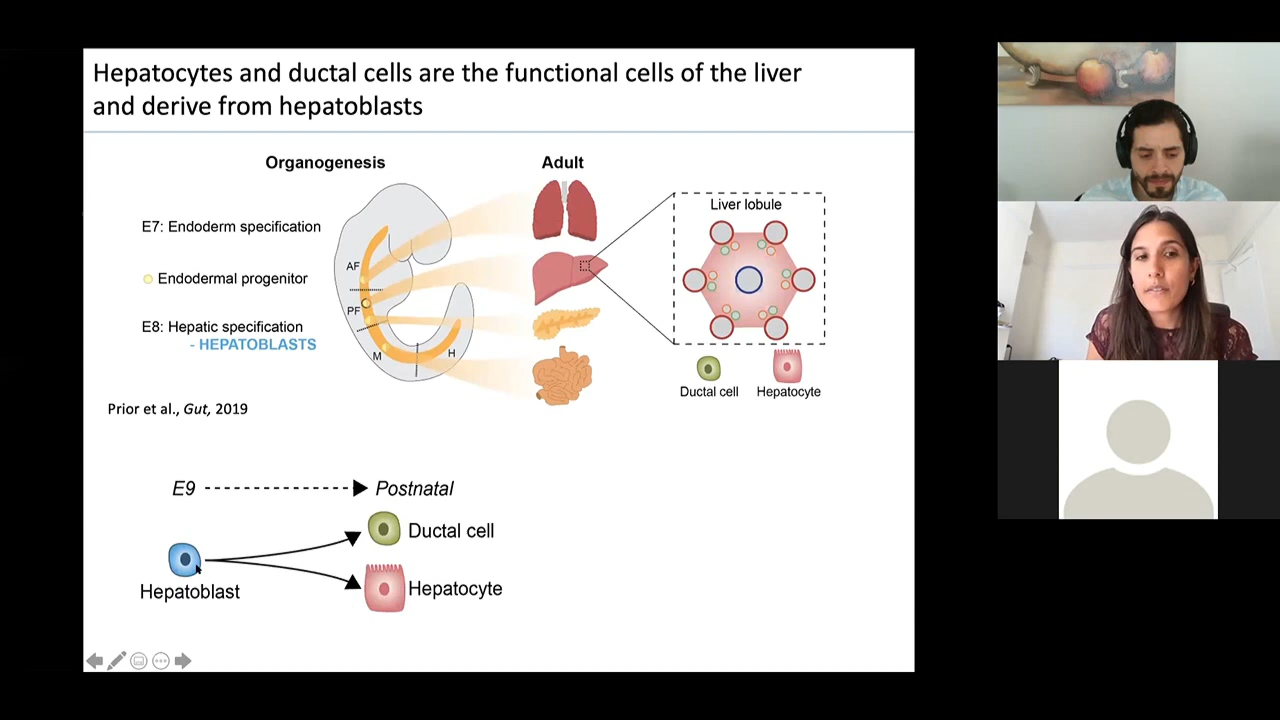 Hepatocytes and ductal cells are the functional cells of the liver
and derive from hepatoblasts
Organogenesis
Adult
E7: Endoderm specification
Endodermal progenitor
E8: Hepatic specification
- HEPATOBLASTS
AF
PF
M
H
Liver lobule
Ductal cell
Hepatocyte
Prior et al., Gut, 2019
E9
Postnatal
Ductal cell
Hepatoblast
Hepatocyte